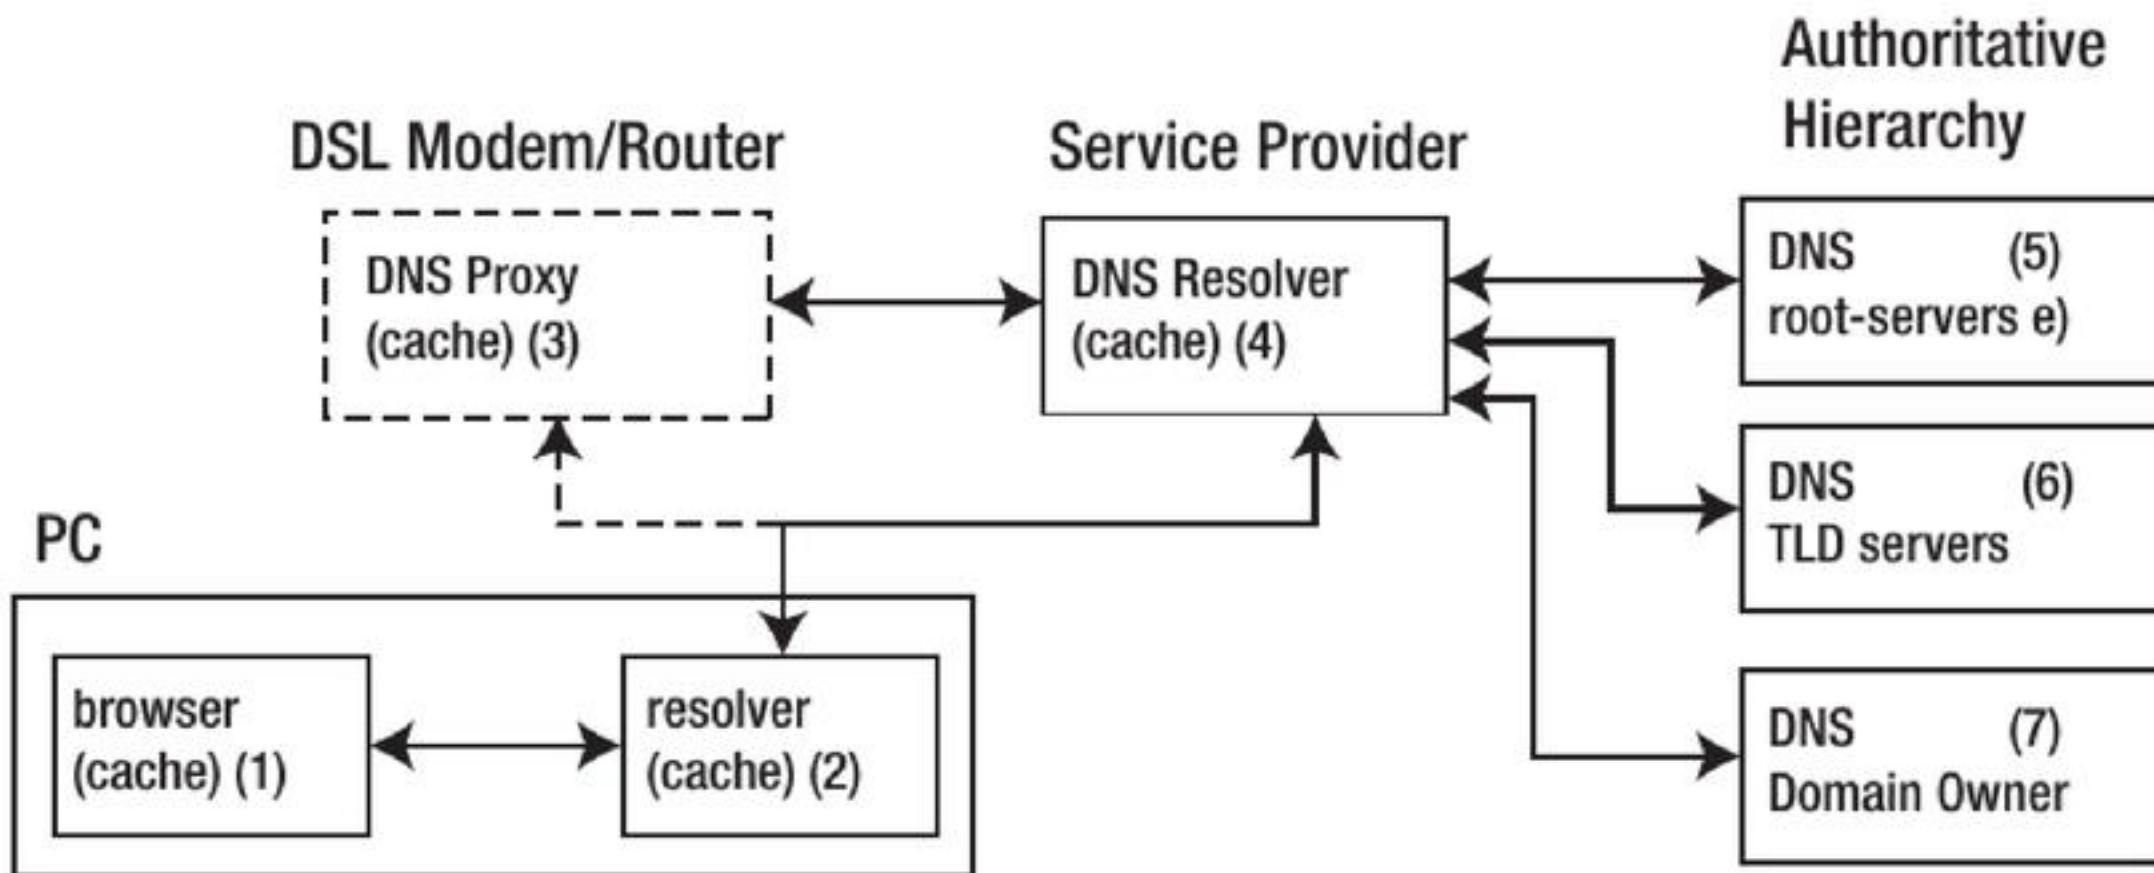 Authoritative
Hierarchy
DSL Modem/Router
Service Provider
DNS Proxy
(cache) (3)
DNS Resolver
(cache) (4)
DNS (5)
root-servers e)
DNS (6)
TLD servers
PC
browser
(cache) (1)
resolver
(cache) (2)
DNS (7)
Domain Owner